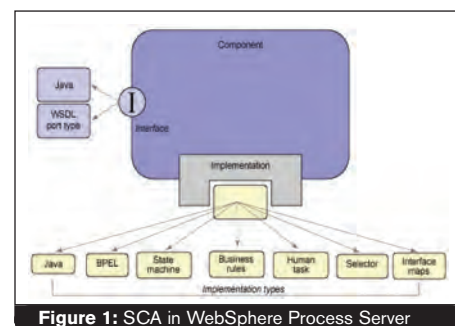 Component
Java
WSDL
port type
I
Interface
Implementation
Java
BPEL
State
machine
Business
rules
Human
task
Selector
Interface
maps
Implementation types
Figure 1: SCA in WebSphere Process Server